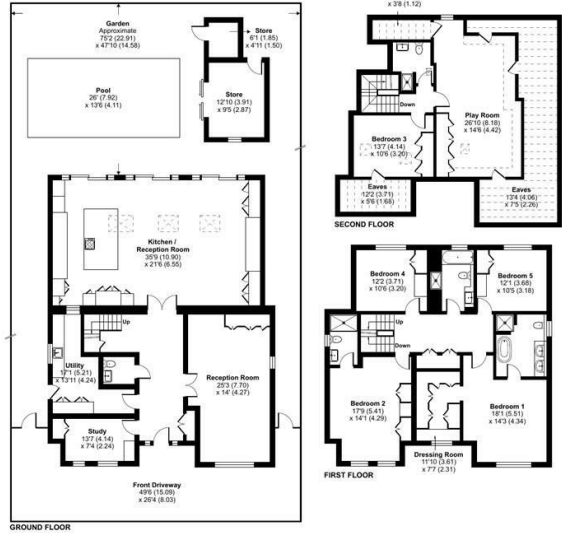 Garden
Approximate
75'2 (22.91)
x 47'10 (14.58)
Store
6'1 (1.85)
x 4'11 (1.50)
Pool
26' (7.92)
x 13'6 (4.11)
Store
12'10 (3.91)
x 9'5 (2.87)
Kitchen /
Reception Room
35'9 (10.90)
x 21'6 (6.55)
Up
Utility
17'1 (5.21)
x 13'11 (4.24)
Reception Room
25'3 (7.70)
x 14' (4.27)
Study
13'7 (4.14)
x 7'4 (2.24)
Front Driveway
49'6 (15.09)
x 26'4 (8.03)
GROUND FLOOR
x 3'8 (1.12)
Down
Play Room
26'10 (8.18)
x 14'6 (4.42)
Bedroom 3
13'7 (4.14)
x 10'6 (3.20)
Eaves
12'2 (3.71)
x 5'6 (1.68)
Eaves
13'4 (4.06)
x 7'5 (2.26)
SECOND FLOOR
Bedroom 4
12'2 (3.71)
x 10'6 (3.20)
Bedroom 5
12'1 (3.68)
x 10'5 (3.18)
Up
Down
Bedroom 2
17'9 (5.41)
x 14'1 (4.29)
Bedroom 1
18'1 (5.51)
x 14'3 (4.34)
Dressing Room
11'10 (3.61)
x 7'7 (2.31)
FIRST FLOOR